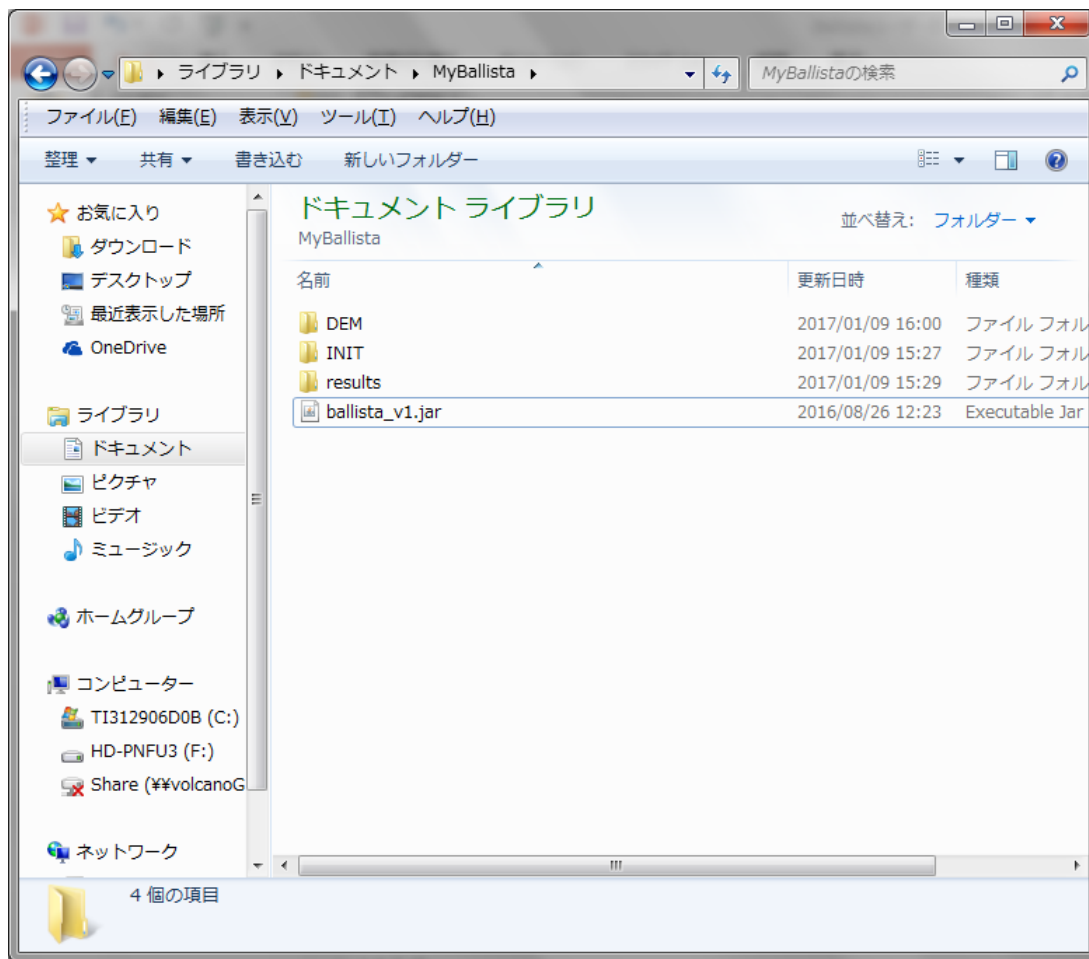 ライブラリ ▸ ドキュメント ▸ MyBallista ▸ MyBallistaの検索
ファイル(F) 編集(E) 表示(V) ツール(T) ヘルプ(H)
整理 ▼ 共有 ▼ 書き込む 新しいフォルダー
お気に入り
ダウンロード
デスクトップ
最近表示した場所
OneDrive
ライブラリ
ドキュメント
ピクチャ
ビデオ
ミュージック
ホームグループ
コンピューター
TI312906D0B (C:)
HD-PNFU3 (F:)
Share (¥¥volcanoG
ネットワーク
ドキュメント ライブラリ
MyBallista
並べ替え: フォルダー ▼
名前 更新日時 種類
DEM 2017/01/09 16:00 ファイル フォル
INIT 2017/01/09 15:27 ファイル フォル
results 2017/01/09 15:29 ファイル フォル
ballista_v1.jar 2016/08/26 12:23 Executable Jar
4 個の項目